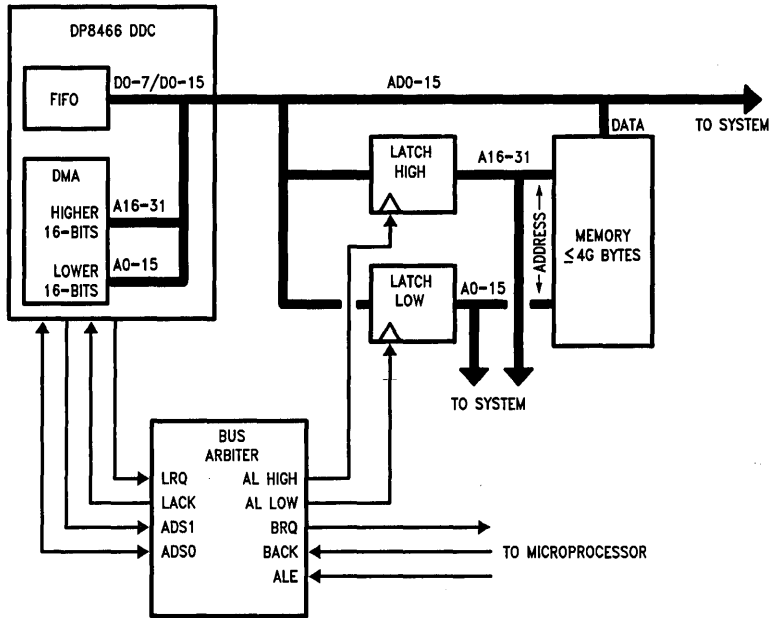 DP8466 DDC
D0-7/D0-15
AD0-15
FIFO
TO SYSTEM
DATA
LATCH
HIGH
A16-31
DMA
A16-31
HIGHER
16-BITS
ADDRESS
MEMORY
≤4G BYTES
A0-15
LOWER
16-BITS
LATCH
LOW
A0-15
TO SYSTEM
BUS
ARBITER
LRQ
AL HIGH
LACK
AL LOW
ADS1
BRQ
ADS0
BACK
TO MICROPROCESSOR
ALE